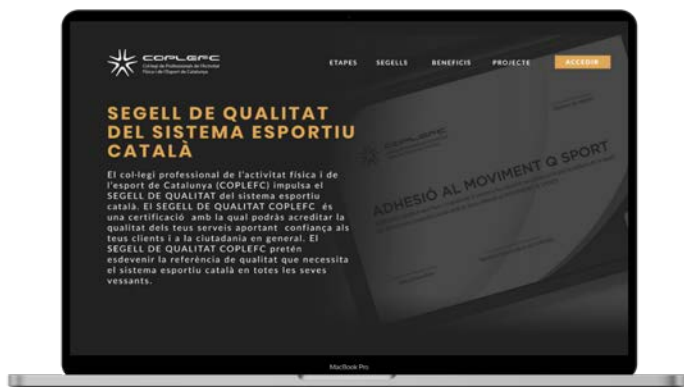 COPLEFC
Col·legi de Professionals de l'Activitat
Física i de l'Esport de Catalunya
ETAPES SEGELLS BENEFICIS PROJECTE ACCEDIR
SEGELL DE QUALITAT
DEL SISTEMA ESPORTIU
CATALÀ
El col·legi professional de l'activitat física i de
l'esport de Catalunya (COPLEFC) impulsa el
SEGELL DE QUALITAT del sistema esportiu
català. El SEGELL DE QUALITAT COPLEFC és
una certificació amb la qual podràs acreditar la
qualitat dels teus serveis aportant confiança als
teus clients i a la ciutadania en general. El
SEGELL DE QUALITAT COPLEFC pretén
esdevenir la referència de qualitat que necessita
el sistema esportiu català en totes les seves
vessants.
COPLEFC
ADHESIÓ AL MOVIMENT Q SPORT
MacBook Pro